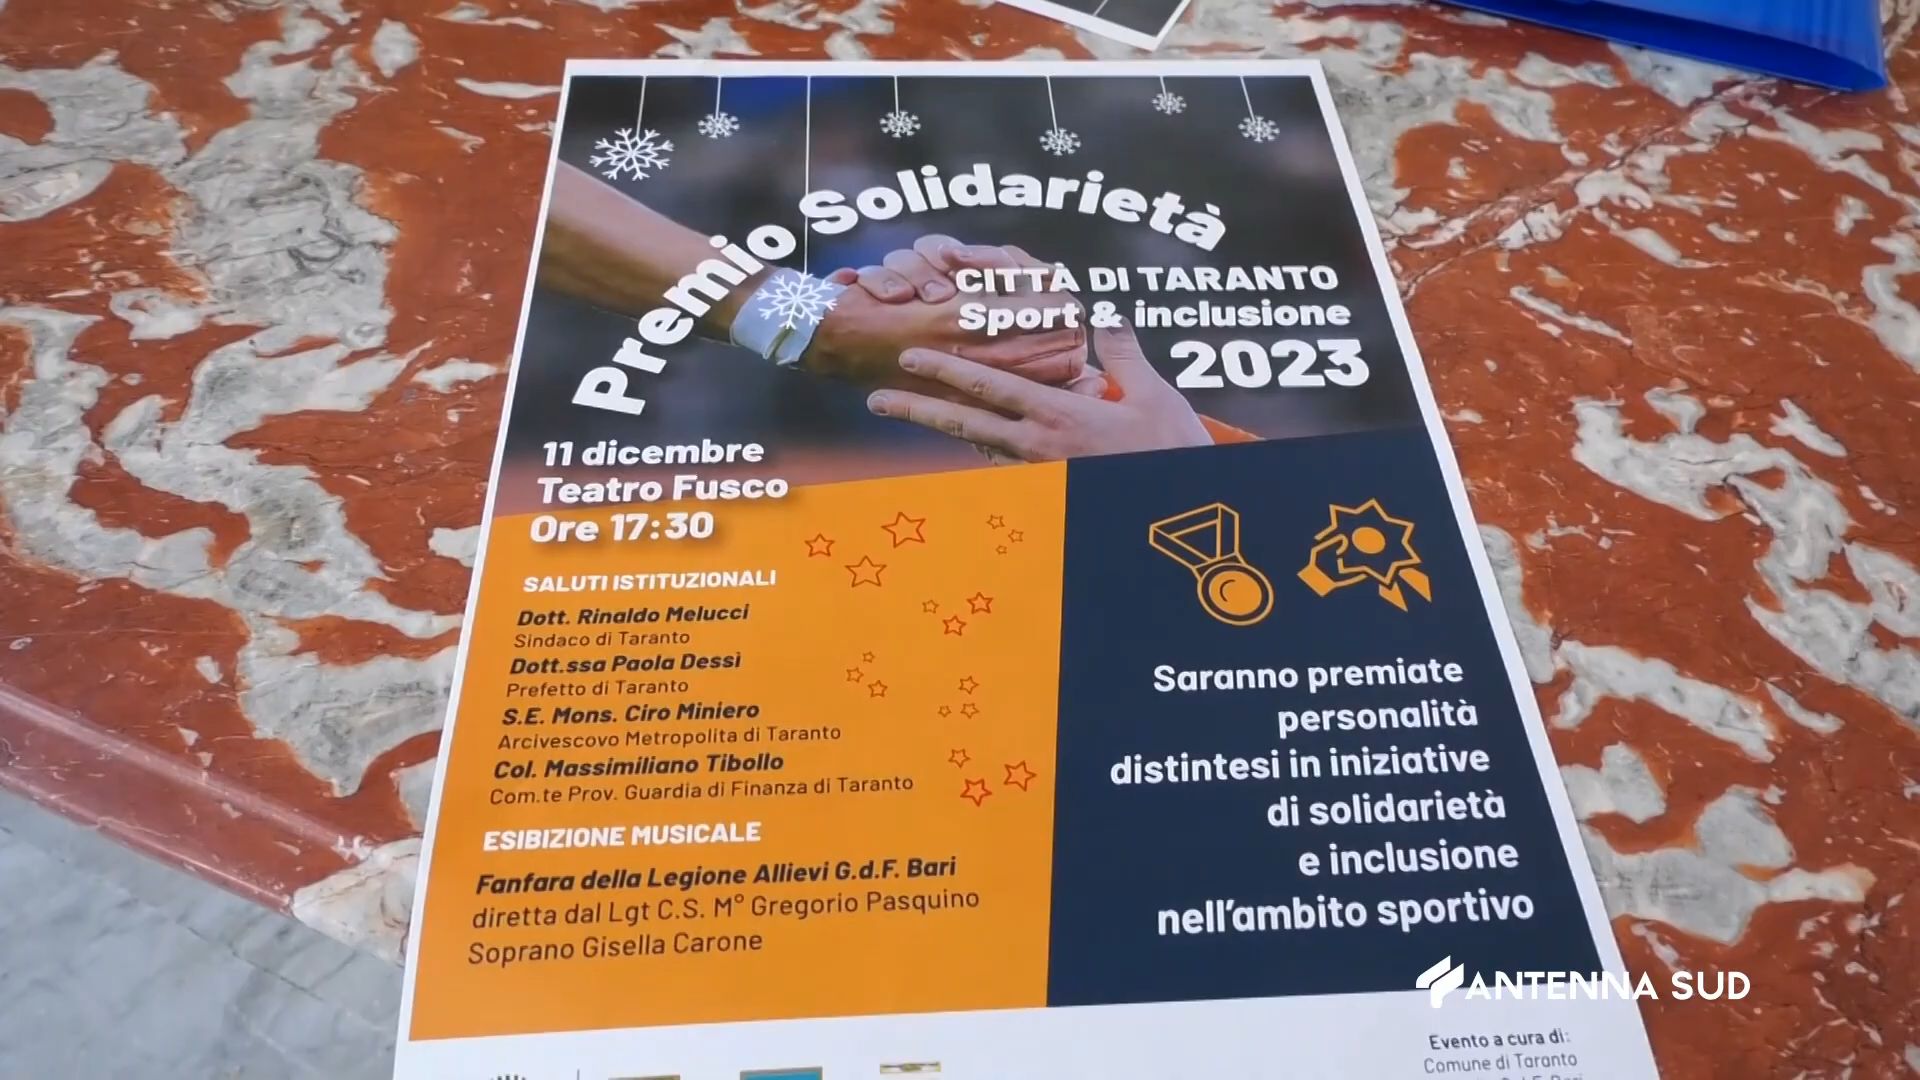 Premio Solidarietà
CITTÀ DI TARANTO
Sport & inclusione
2023
11 dicembre
Teatro Fusco
Ore 17:30
SALUTI ISTITUZIONALI
Dott. Rinaldo Melucci
Sindaco di Taranto
Dott.ssa Paola Dessì
Prefetto di Taranto
S.E. Mons. Ciro Miniero
Arcivescovo Metropolita di Taranto
Col. Massimiliano Tibollo
Com.te Prov. Guardia di Finanza di Taranto
ESIBIZIONE MUSICALE
Fanfara della Legione Allievi G.d.F. Bari
diretta dal Lgt C.S. M° Gregorio Pasquino
Soprano Gisella Carone
Saranno premiate
personalità
distintesi in iniziative
di solidarietà
e inclusione
nell'ambito sportivo
ANTENNA SUD
Evento a cura di:
Comune di Taranto